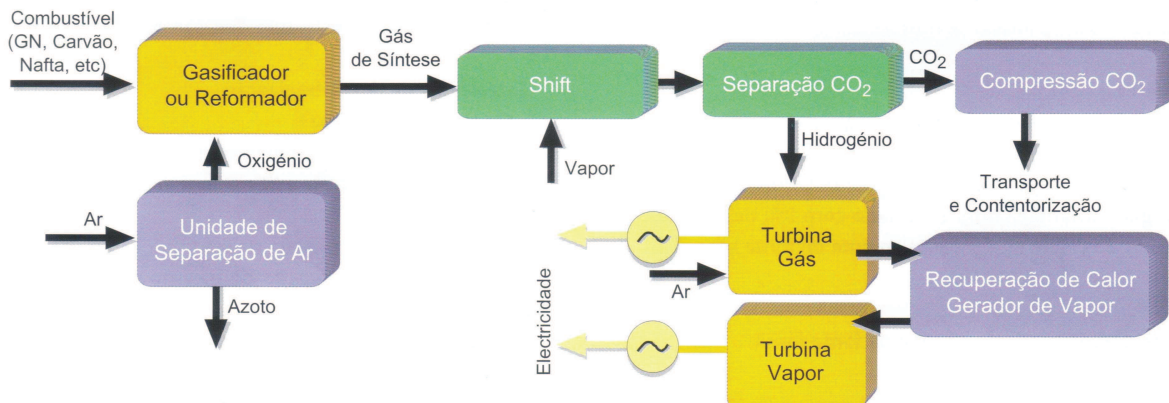 Combustível
(GN, Carvão,
Nafta, etc)
Gasificador
ou Reformador
Gás
de Síntese
Shift
Separação CO₂
CO₂
Compressão CO₂
Oxigénio
Vapor
Hidrogénio
Transporte
e Contentorização
Ar
Unidade de
Separação de Ar
Azoto
Turbina
Gás
Ar
Recuperação de Calor
Gerador de Vapor
Electricidade
Turbina
Vapor